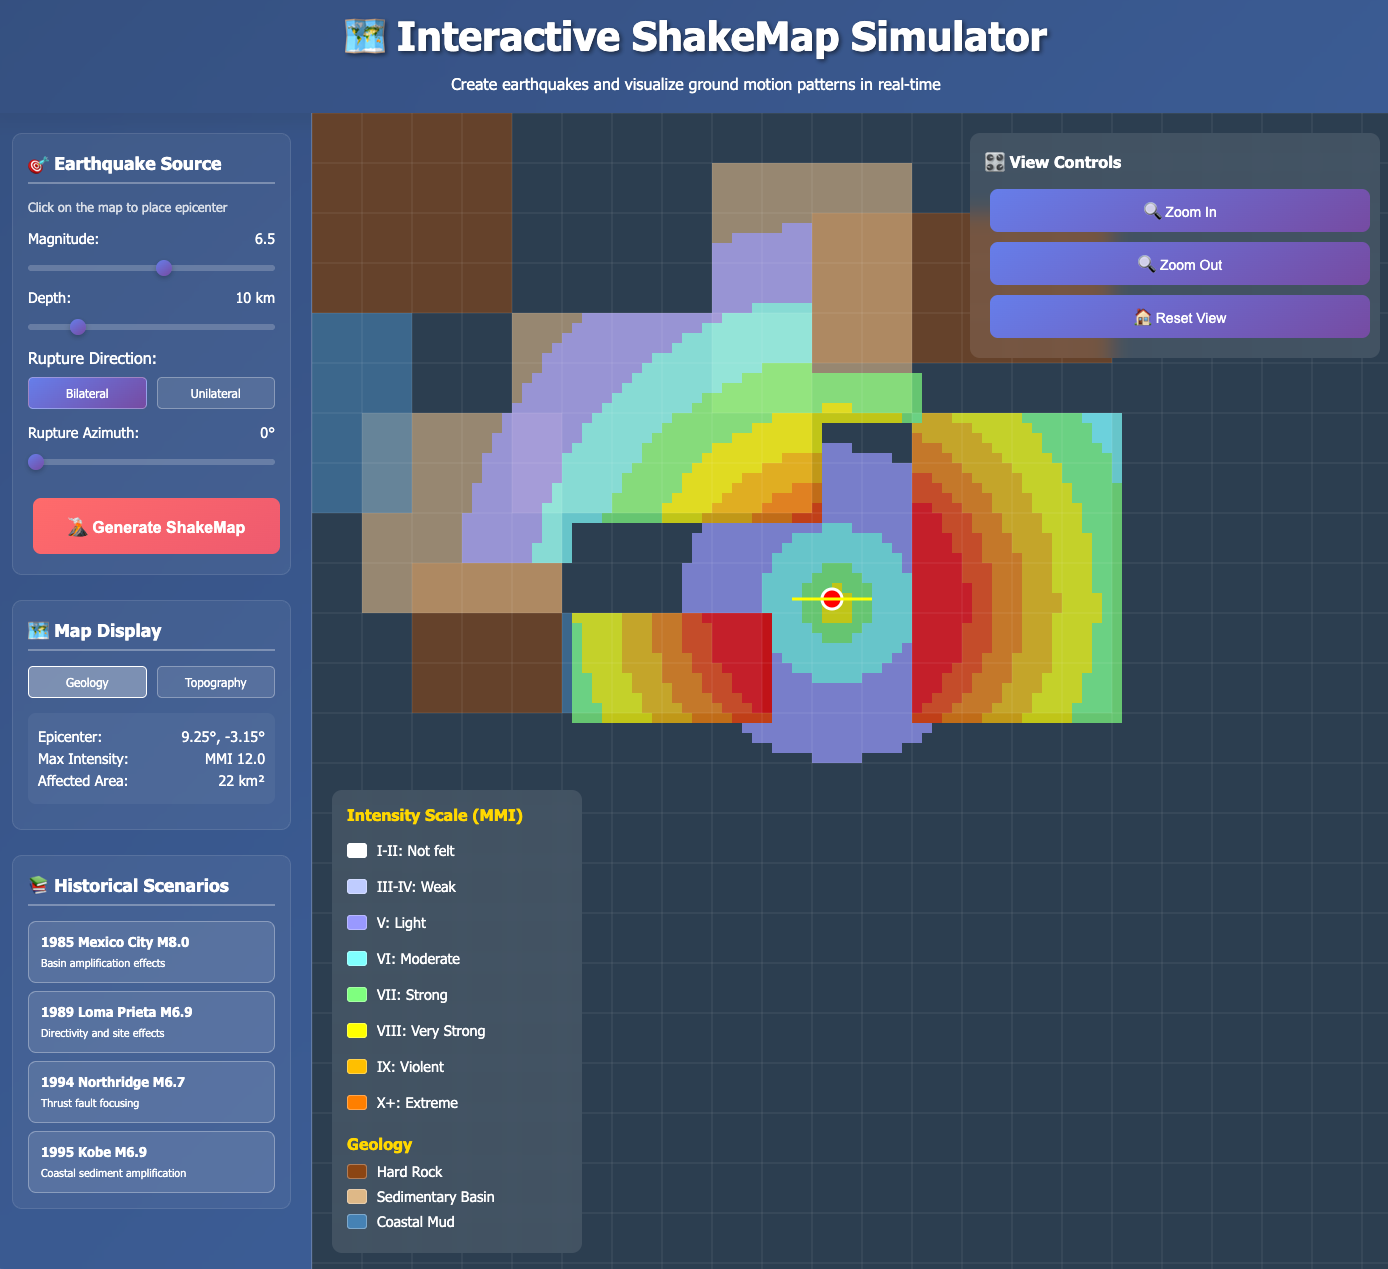 Interactive ShakeMap Simulator
Create earthquakes and visualize ground motion patterns in real-time
Earthquake Source
Click on the map to place epicenter
Magnitude: 6.5
Depth: 10 km
Rupture Direction:
Bilateral Unilateral
Rupture Azimuth: 0°
Generate ShakeMap
Map Display
Geology Topography
Epicenter: 9.25°, -3.15°
Max Intensity: MMI 12.0
Affected Area: 22 km²
Historical Scenarios
1985 Mexico City M8.0
Basin amplification effects
1989 Loma Prieta M6.9
Directivity and site effects
1994 Northridge M6.7
Thrust fault focusing
1995 Kobe M6.9
Coastal sediment amplification
View Controls
Zoom In
Zoom Out
Reset View
Intensity Scale (MMI)
I-II: Not felt
III-IV: Weak
V: Light
VI: Moderate
VII: Strong
VIII: Very Strong
IX: Violent
X+: Extreme
Geology
Hard Rock
Sedimentary Basin
Coastal Mud